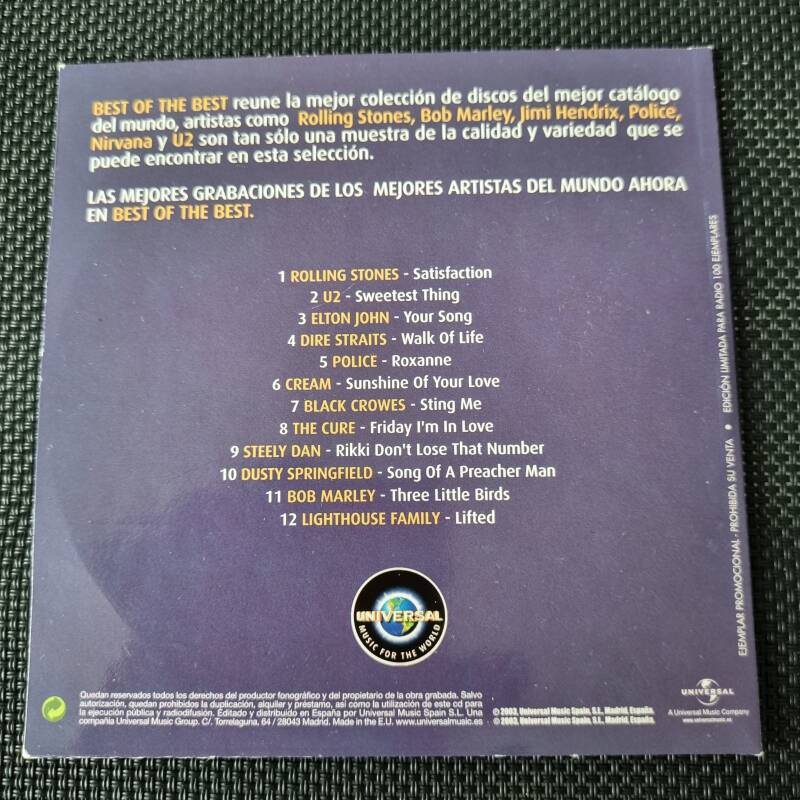 BEST OF THE BEST reune la mejor colección de discos del mejor catálogo
del mundo, artistas como Rolling Stones, Bob Marley, Jimi Hendrix, Police,
Nirvana y U2 son tan sólo una muestra de la calidad y variedad que se
puede encontrar en esta selección.
LAS MEJORES GRABACIONES DE LOS MEJORES ARTISTAS DEL MUNDO AHORA
EN BEST OF THE BEST.
1 ROLLING STONES - Satisfaction
2 U2 - Sweetest Thing
3 ELTON JOHN - Your Song
4 DIRE STRAITS - Walk Of Life
5 POLICE - Roxanne
6 CREAM - Sunshine Of Your Love
7 BLACK CROWES - Sting Me
8 THE CURE - Friday I'm In Love
9 STEELY DAN - Rikki Don't Lose That Number
10 DUSTY SPRINGFIELD - Song Of A Preacher Man
11 BOB MARLEY - Three Little Birds
12 LIGHTHOUSE FAMILY - Lifted
EJEMPLAR PROMOCIONAL - PROHIBIDA SU VENTA • EDICIÓN LIMITADA PARA RADIO 100 EJEMPLARES
UNIVERSAL
MUSIC FOR THE WORLD
Quedan reservados todos los derechos del productor fonográfico y del propietario de la obra grabada. Salvo
autorización, quedan prohibidos la duplicación, alquiler y préstamo, así como la utilización de este cd para
la ejecución pública y radiodifusión. Editado y distribuido en España por Universal Music Spain S.L. Una
compañía Universal Music Group. C/. Torrelaguna, 64 / 28043 Madrid. Made in the E.U. www.universalmusic.es
℗ 2003, Universal Music Spain, S.L. Madrid. España.
© 2003, Universal Music Spain, S.L. Madrid. España.
UNIVERSAL
A Universal Music Company
www.universalmusic.es